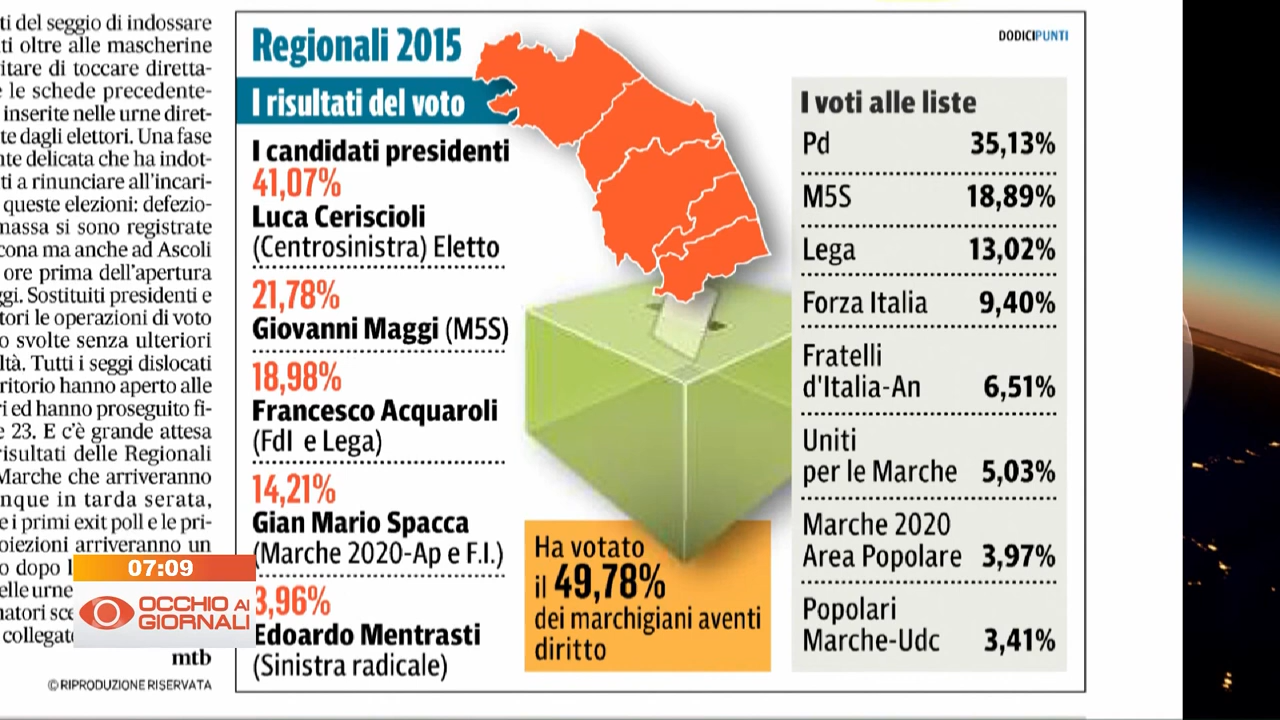 ti del seggio di indossare
ti oltre alle mascherine
itare di toccare diretta-
e le schede precedente-
inserite nelle urne diret-
te dagli elettori. Una fase
nte delicata che ha indot-
ti a rinunciare all'incari-
queste elezioni: defezio-
massa si sono registrate
cona ma anche ad Ascoli
ore prima dell'apertura
ggi. Sostituiti presidenti e
tori le operazioni di voto
o svolte senza ulteriori
ltà. Tutti i seggi dislocati
rritorio hanno aperto alle
ri ed hanno proseguito fi-
e 23. E c'è grande attesa
risultati delle Regionali
Marche che arriveranno
nque in tarda serata,
e i primi exit poll e le pri-
oiezioni arriveranno un
o dopo l
elle urne
natori sce
collegato
mtb
© RIPRODUZIONE RISERVATA
07:09
OCCHIO AI
GIORNALI
Regionali 2015
I risultati del voto
I candidati presidenti
41,07%
Luca Ceriscioli
(Centrosinistra) Eletto
21,78%
Giovanni Maggi (M5S)
18,98%
Francesco Acquaroli
(FdI e Lega)
14,21%
Gian Mario Spacca
(Marche 2020-Ap e F.I.)
3,96%
Edoardo Mentrasti
(Sinistra radicale)
Ha votato
il 49,78%
dei marchigiani aventi
diritto
DODICIPUNTI
I voti alle liste
Pd 35,13%
M5S 18,89%
Lega 13,02%
Forza Italia 9,40%
Fratelli
d'Italia-An 6,51%
Uniti
per le Marche 5,03%
Marche 2020
Area Popolare 3,97%
Popolari
Marche-Udc 3,41%